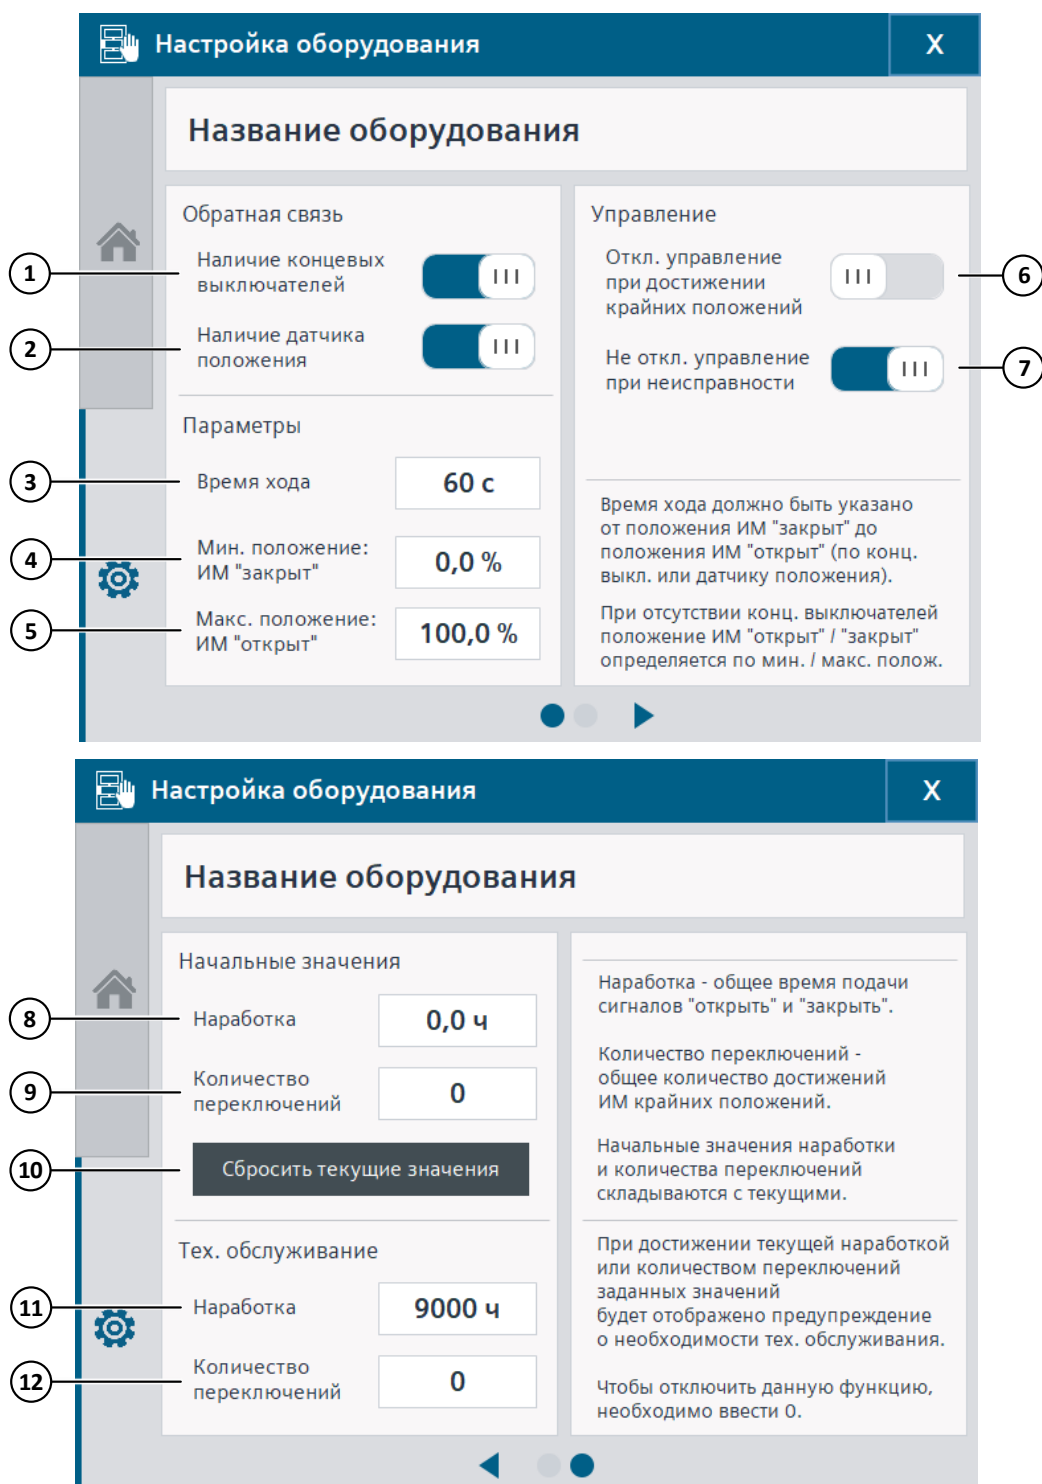 Настройка оборудования
X
Название оборудования
Обратная связь
1
Наличие концевых
выключателей
2
Наличие датчика
положения
Параметры
3
Время хода
60 с
4
Мин. положение:
ИМ "закрыт"
0,0 %
5
Макс. положение:
ИМ "открыт"
100,0 %
Управление
Откл. управление
при достижении
крайних положений
6
Не откл. управление
при неисправности
7
Время хода должно быть указано
от положения ИМ "закрыт" до
положения ИМ "открыт" (по конц.
выкл. или датчику положения).
При отсутствии конц. выключателей
положение ИМ "открыт" / "закрыт"
определяется по мин. / макс. полож.
Настройка оборудования
X
Название оборудования
Начальные значения
8
Наработка
0,0 ч
9
Количество
переключений
0
10
Сбросить текущие значения
Тех. обслуживание
11
Наработка
9000 ч
12
Количество
переключений
0
Наработка - общее время подачи
сигналов "открыть" и "закрыть".
Количество переключений -
общее количество достижений
ИМ крайних положений.
Начальные значения наработки
и количества переключений
складываются с текущими.
При достижении текущей наработкой
или количеством переключений
заданных значений
будет отображено предупреждение
о необходимости тех. обслуживания.
Чтобы отключить данную функцию,
необходимо ввести 0.